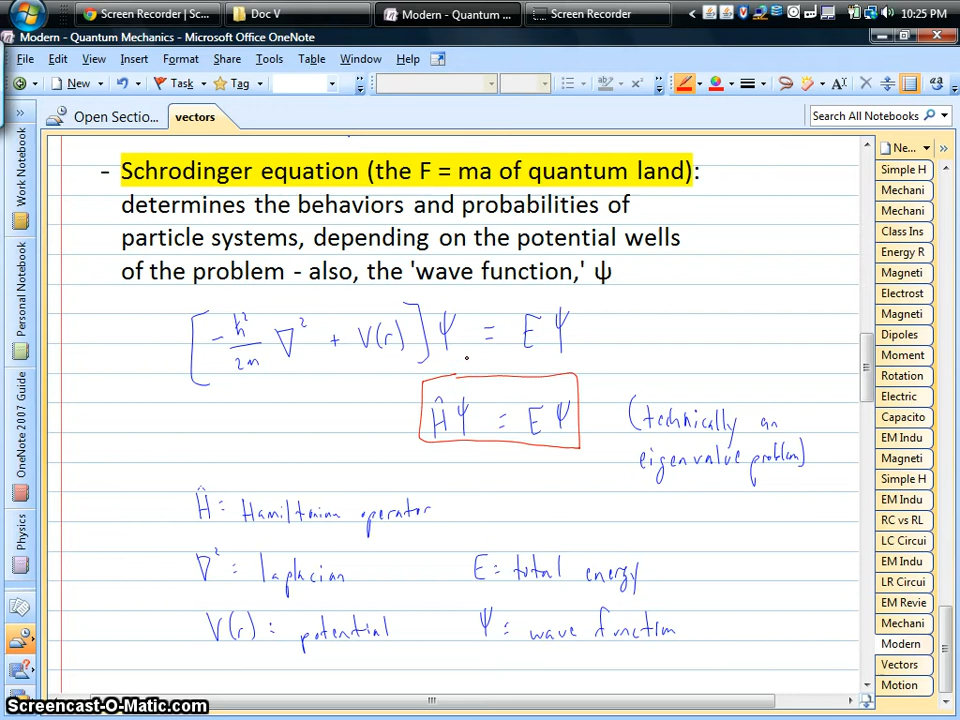 Screen Recorder | Sc...
Doc V
Modern - Quantum ...
Screen Recorder
10:25 PM
Modern - Quantum Mechanics - Microsoft Office OneNote
File Edit View Insert Format Share Tools Table Window Help
New Task Tag
Open Sectio...
vectors
Search All Notebooks
Work Notebook
Personal Notebook
OneNote 2007 Guide
Physics
- Schrodinger equation (the F = ma of quantum land):
determines the behaviors and probabilities of
particle systems, depending on the potential wells
of the problem - also, the 'wave function,' ψ
[-ħ²/2m ∇² + V(r)] Ψ = E Ψ
ĤΨ = EΨ
(technically an
eigenvalue problem)
Ĥ = Hamiltonian operator
∇² = laplacian
E = total energy
V(r) = potential
Ψ = wave function
Ne...
Simple H
Mechani
Mechani
Class Ins
Energy R
Magneti
Electrost
Magneti
Dipoles
Moment
Rotation
Electric
Capacito
EM Indu
Magneti
Simple H
EM Indu
RC vs RL
LC Circui
EM Indu
LR Circui
EM Revie
Mechani
Modern
Vectors
Motion
Screencast-O-Matic.com